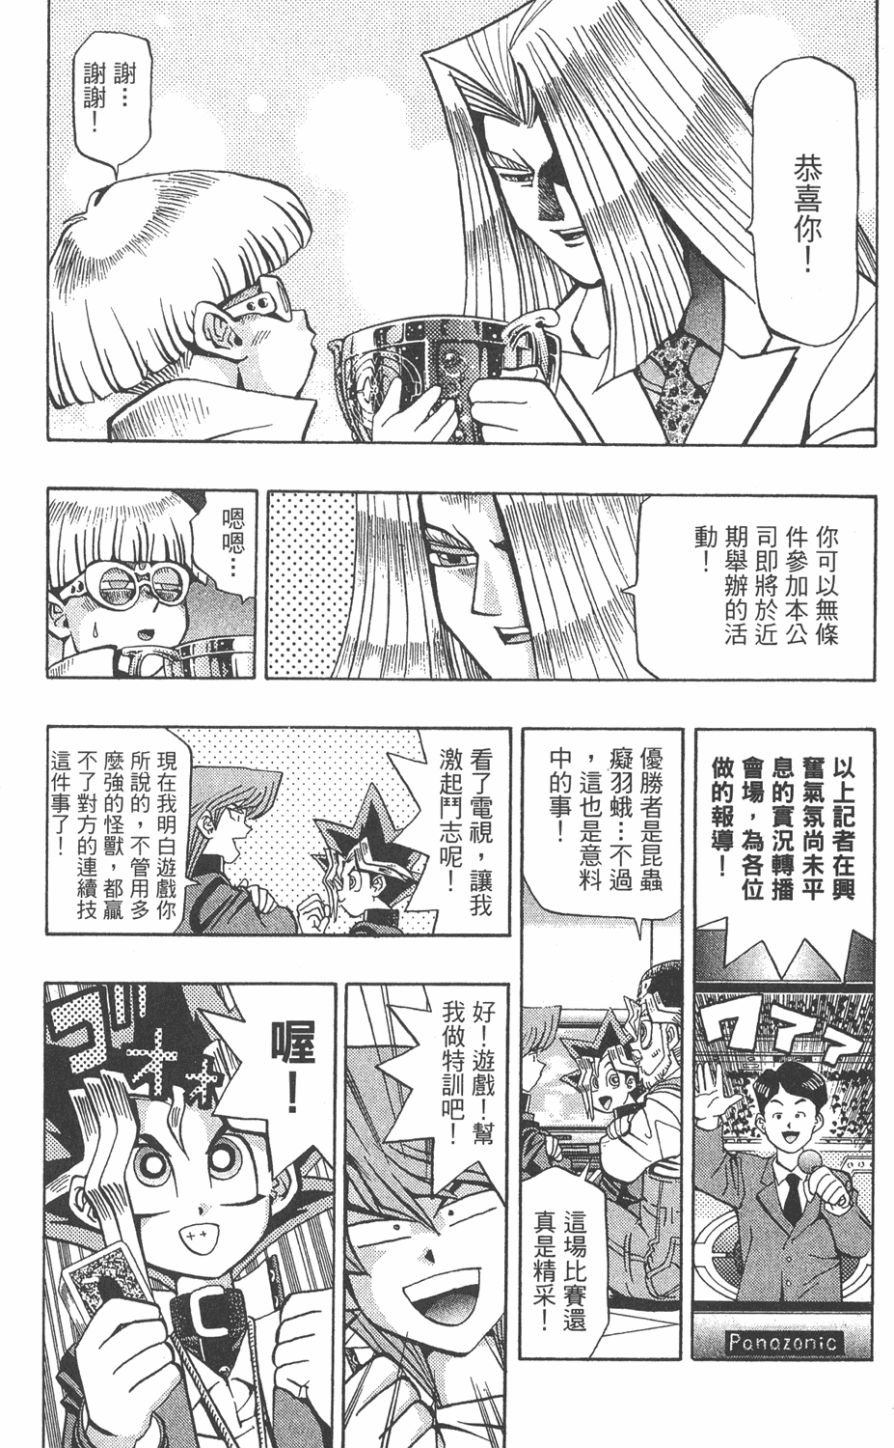 恭喜你！
謝…
謝謝！
你可以無條
件參加本公
司即將於近
期舉辦的活
動！
嗯嗯…
以上記者在興
奮氣氛尚未平
息的實況轉播
會場，為各位
做的報導！
ワアァ
Panazonic
優勝者是昆蟲
癡羽蛾…不過
，這也是意料
中的事！
這場比賽還
真是精采！
看了電視，讓我
激起鬥志呢！
現在我明白遊戲你
所說的，不管用多
麼強的怪獸，都贏
不了對方的連續技
這件事了！
好！遊戲！幫
我做特訓吧！
喔！
ゴオオ